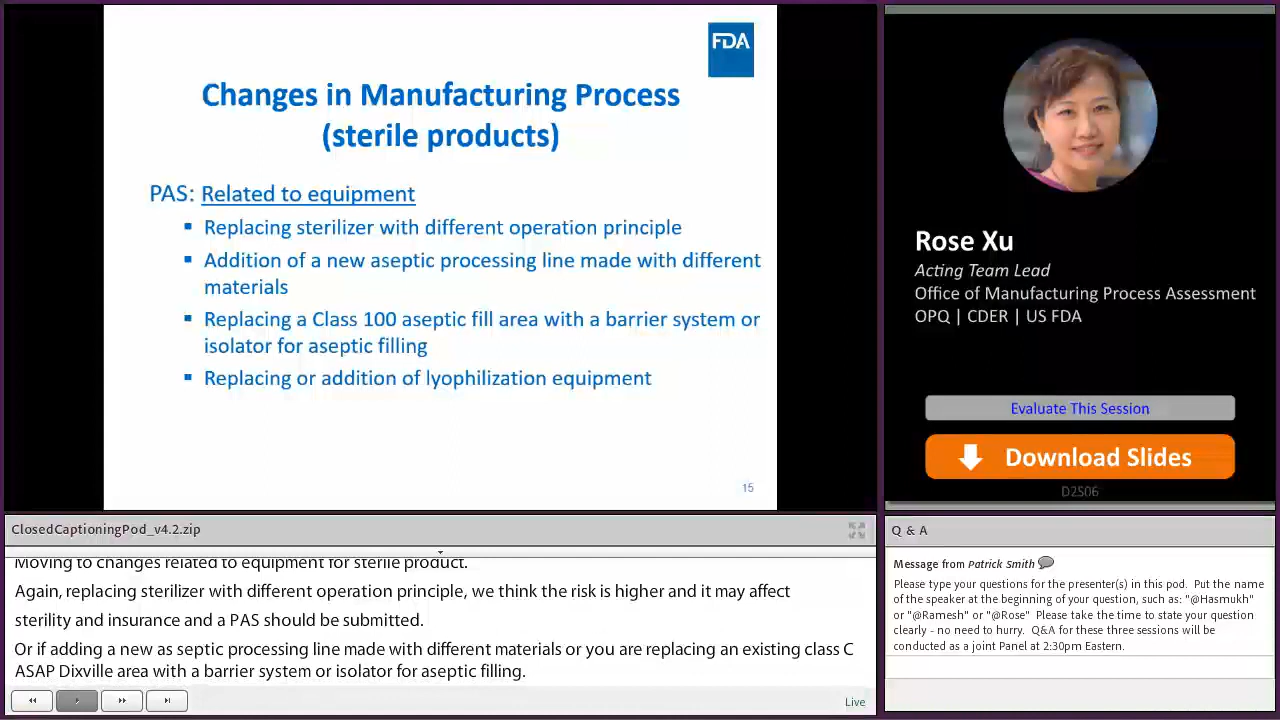 FDA
Changes in Manufacturing Process
(sterile products)
PAS: Related to equipment
Replacing sterilizer with different operation principle
Addition of a new aseptic processing line made with different
materials
Replacing a Class 100 aseptic fill area with a barrier system or
isolator for aseptic filling
Replacing or addition of lyophilization equipment
15
Rose Xu
Acting Team Lead
Office of Manufacturing Process Assessment
OPQ | CDER | US FDA
Evaluate This Session
Download Slides
D2S06
ClosedCaptioningPod_v4.2.zip
Moving to changes related to equipment for sterile product.
Again, replacing sterilizer with different operation principle, we think the risk is higher and it may affect
sterility and insurance and a PAS should be submitted.
Or if adding a new as septic processing line made with different materials or you are replacing an existing class C
ASAP Dixville area with a barrier system or isolator for aseptic filling.
Live
Q & A
Message from Patrick Smith
Please type your questions for the presenter(s) in this pod. Put the name
of the speaker at the beginning of your question, such as: "@Hasmukh"
or "@Ramesh" or "@Rose" Please take the time to state your question
clearly - no need to hurry. Q&A for these three sessions will be
conducted as a joint Panel at 2:30pm Eastern.